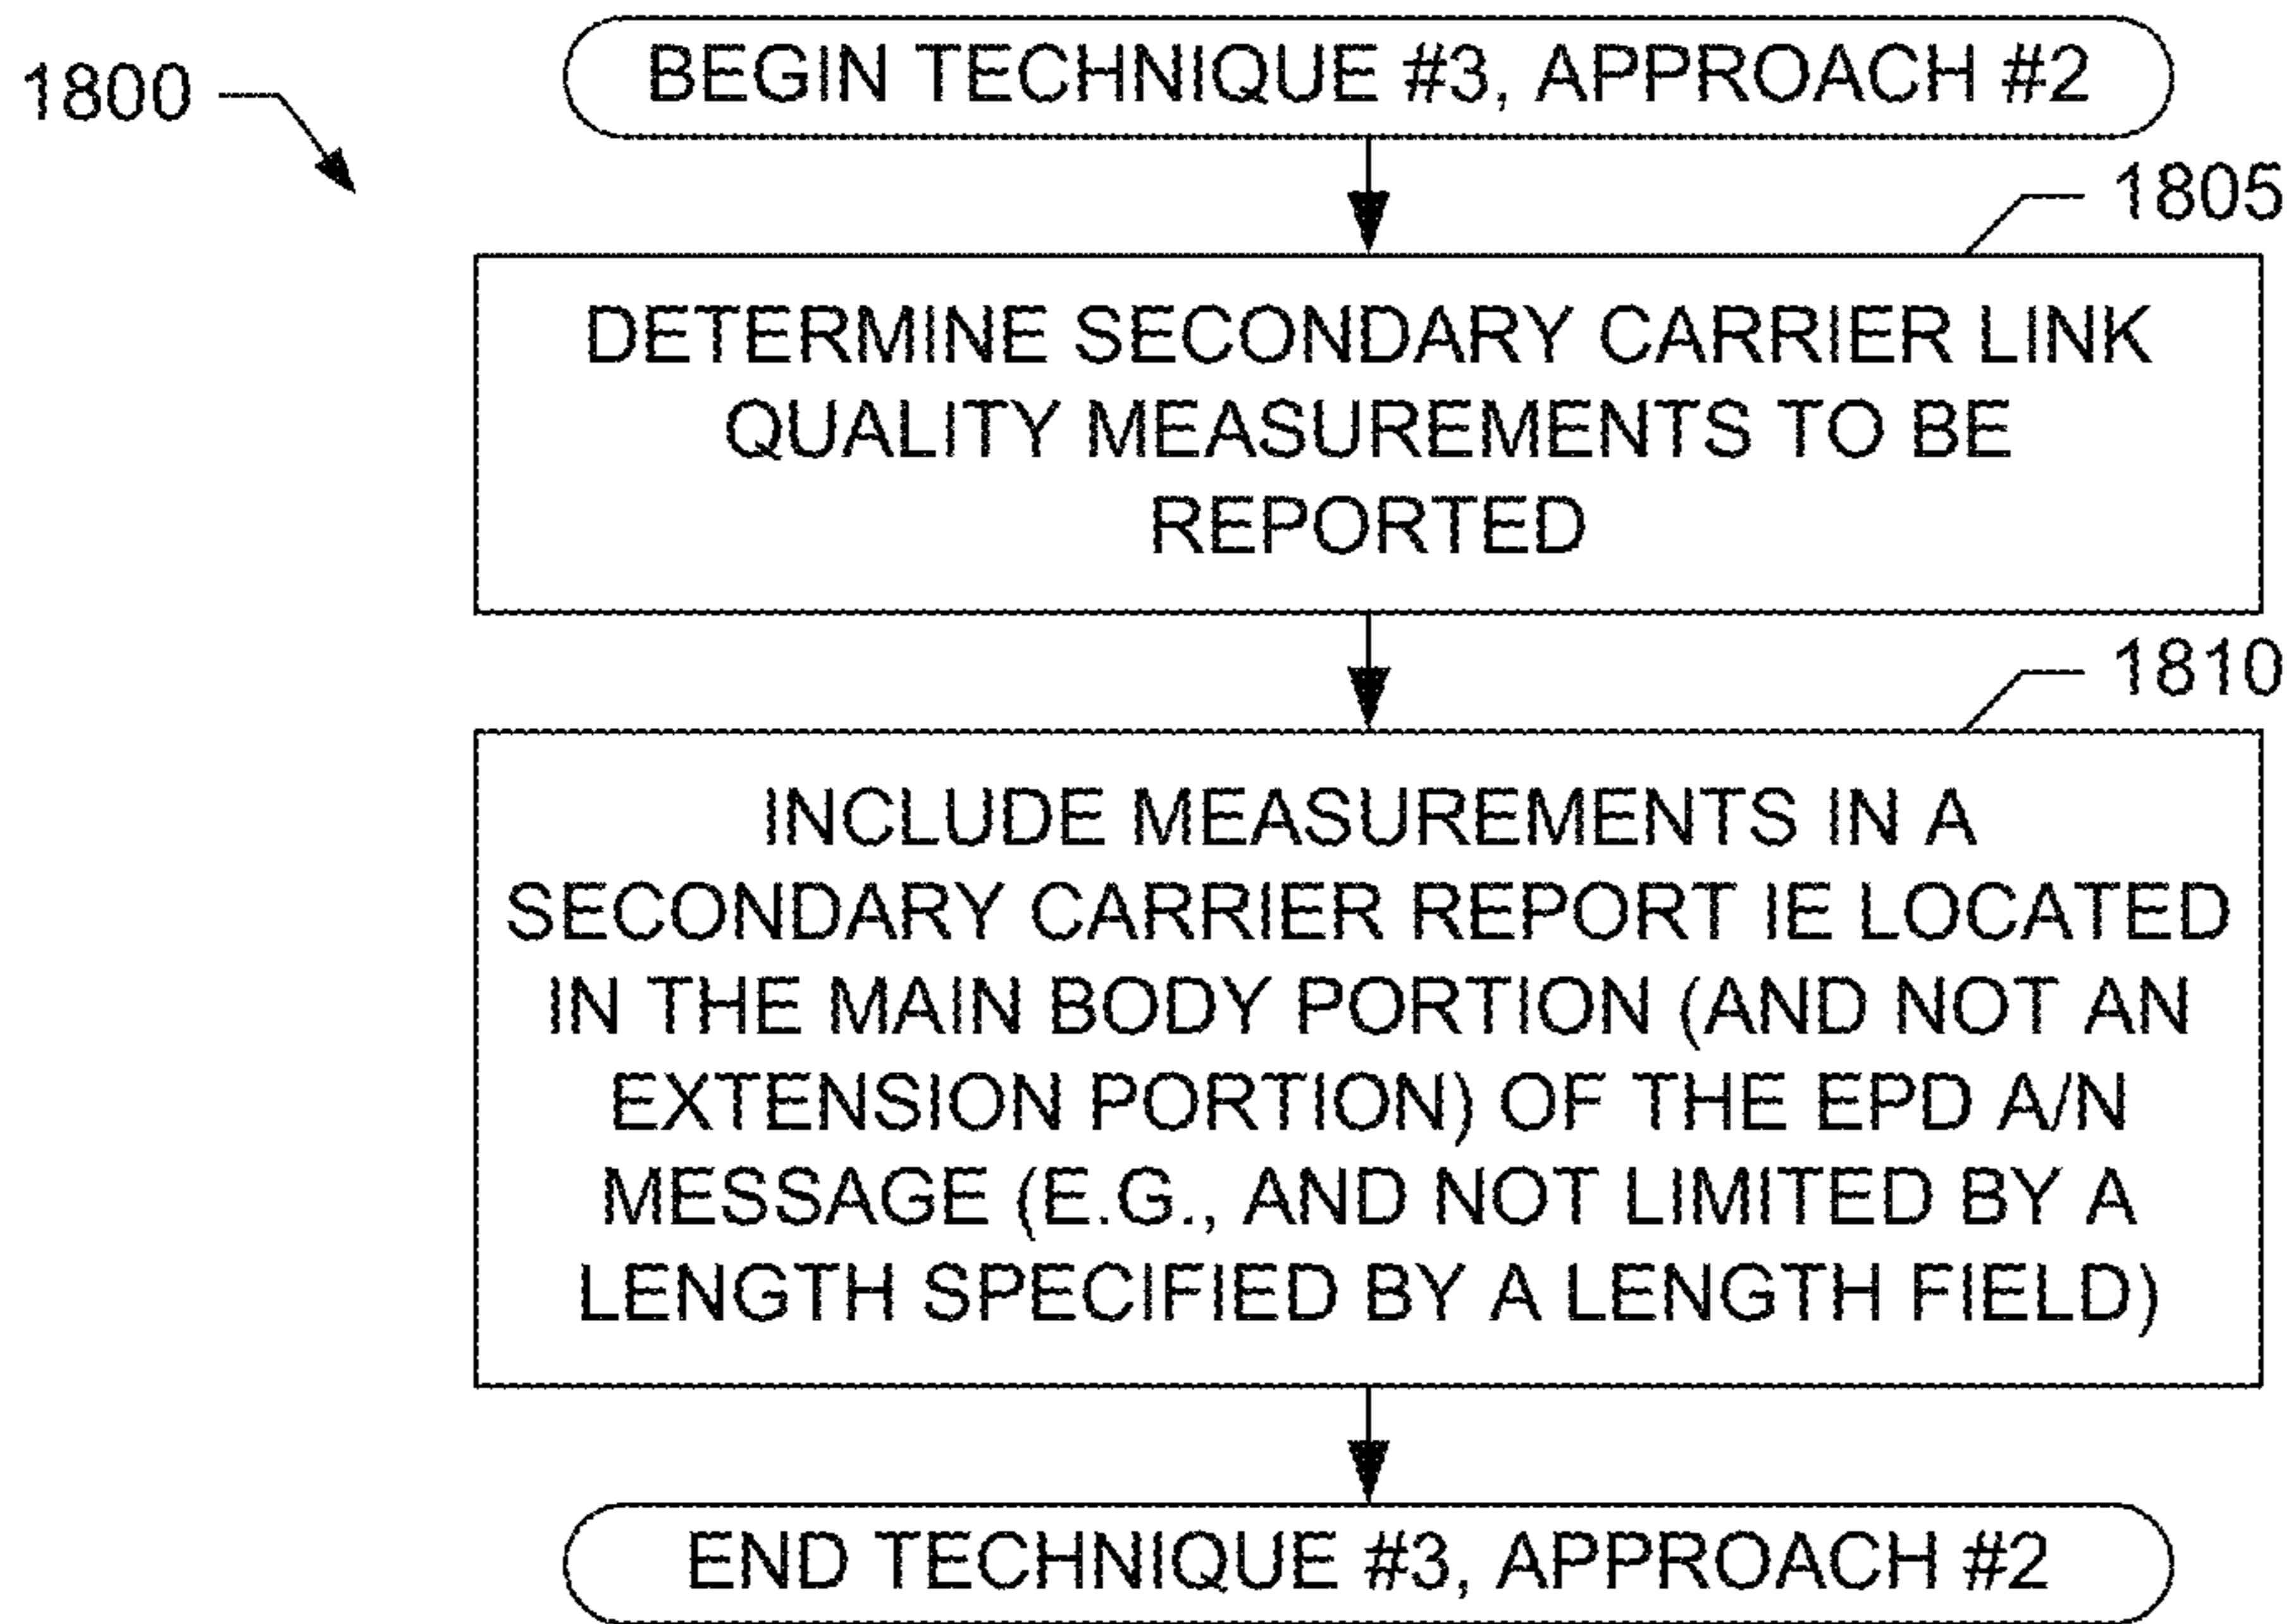 1800
BEGIN TECHNIQUE #3, APPROACH #2
1805
DETERMINE SECONDARY CARRIER LINK
QUALITY MEASUREMENTS TO BE
REPORTED
1810
INCLUDE MEASUREMENTS IN A
SECONDARY CARRIER REPORT IE LOCATED
IN THE MAIN BODY PORTION (AND NOT AN
EXTENSION PORTION) OF THE EPD A/N
MESSAGE (E.G., AND NOT LIMITED BY A
LENGTH SPECIFIED BY A LENGTH FIELD)
END TECHNIQUE #3, APPROACH #2